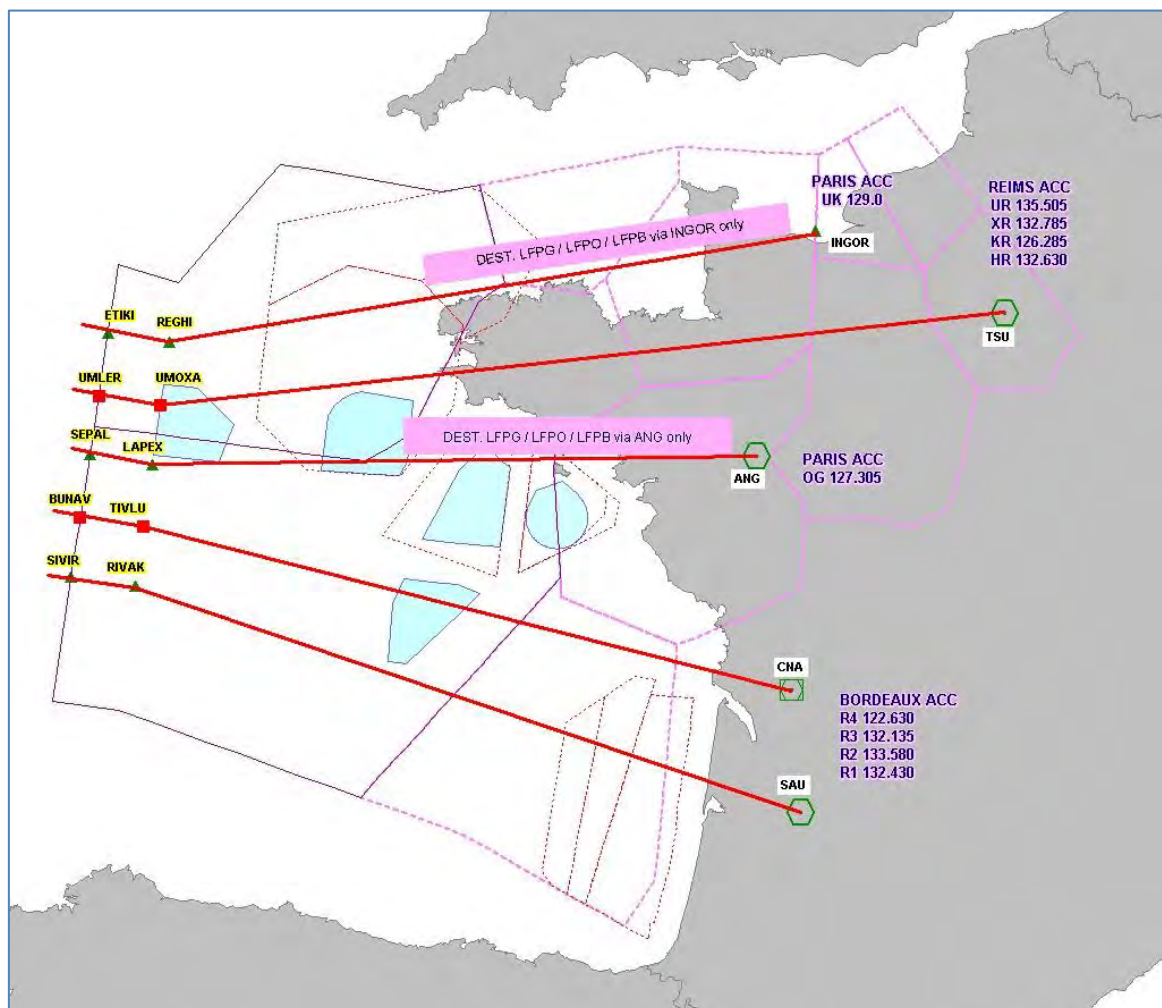 PARIS ACC
UK 129.0
REIMS ACC
UR 135.505
XR 132.785
KR 126.285
HR 132.630
DEST. LFPG / LFPO / LFPB via INGOR only
INGOR
ETIKI
REGHI
TSU
UMLER
UMOXA
SEPAL
LAPEX
DEST. LFPG / LFPO / LFPB via ANG only
ANG
PARIS ACC
OG 127.305
BUNAV
TIVLU
SIVIR
RIVAK
CNA
BORDEAUX ACC
R4 122.630
R3 132.135
R2 133.580
R1 132.430
SAU